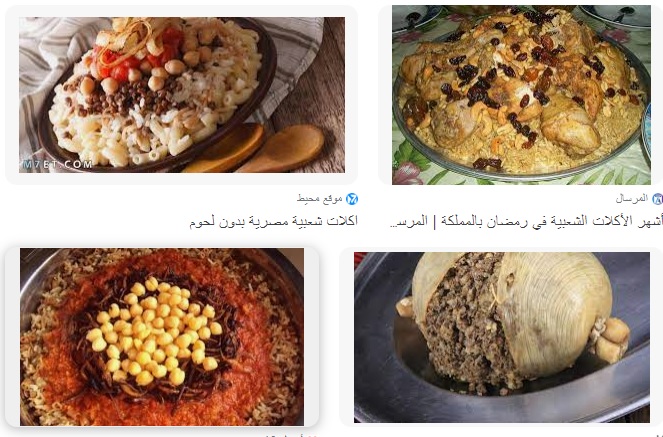 M7ET.COM
المرسال
موقع محيط
أشهر الأكلات الشعبية في رمضان بالمملكة | المرس...
اكلات شعبية مصرية بدون لحوم